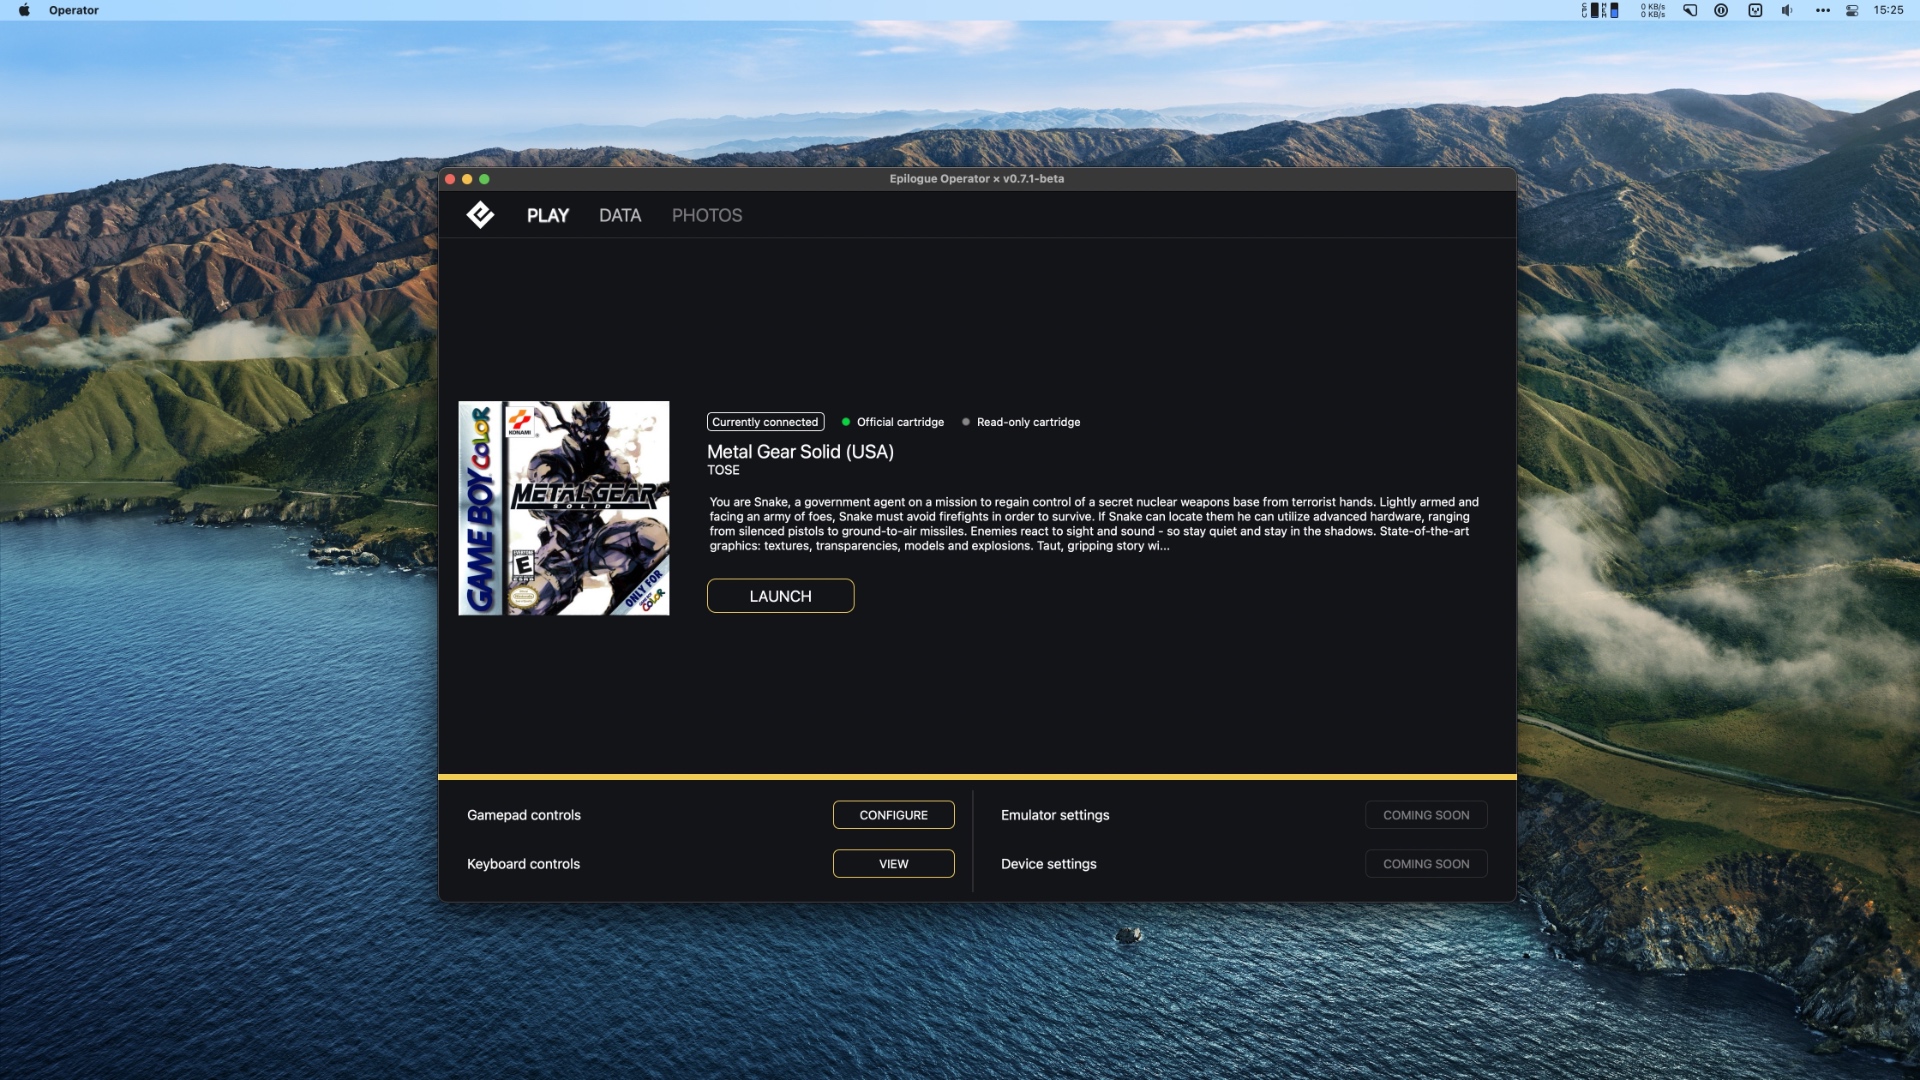 Operator
0 KB/s
0 KB/s
15:25
Epilogue Operator × v0.7.1-beta
PLAY
DATA
PHOTOS
GAME BOY COLOR
KONAMI
METAL GEAR
SOLID
EVERYONE
E
ONLY FOR
COLOR
Currently connected
Official cartridge
Read-only cartridge
Metal Gear Solid (USA)
TOSE
You are Snake, a government agent on a mission to regain control of a secret nuclear weapons base from terrorist hands. Lightly armed and
facing an army of foes, Snake must avoid firefights in order to survive. If Snake can locate them he can utilize advanced hardware, ranging
from silenced pistols to ground-to-air missiles. Enemies react to sight and sound - so stay quiet and stay in the shadows. State-of-the-art
graphics: textures, transparencies, models and explosions. Taut, gripping story wi...
LAUNCH
Gamepad controls
CONFIGURE
Keyboard controls
VIEW
Emulator settings
COMING SOON
Device settings
COMING SOON